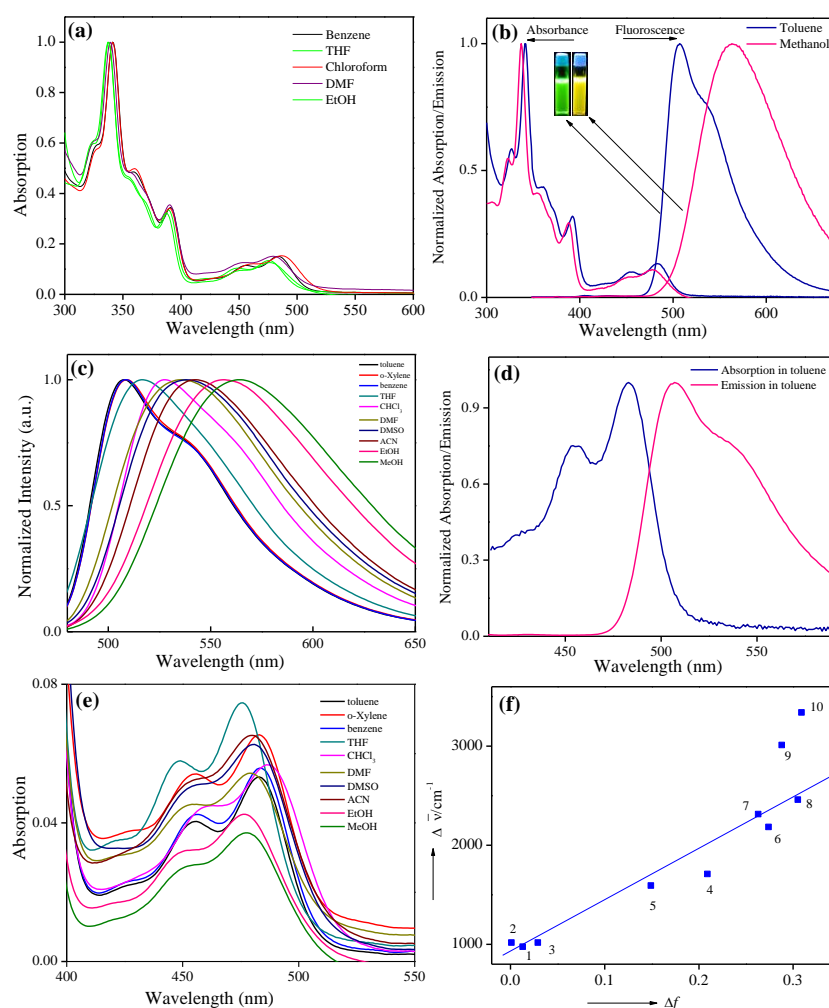 (a)
Benzene
THF
Chloroform
DMF
EtOH
Absorption
1.0
0.8
0.6
0.4
0.2
0.0
300 350 400 450 500 550 600
Wavelength (nm)
(b)
Absorbance
Fluoroscence
Toluene
Methanol
Normalized Absorption/Emission
1.0
0.8
0.6
0.4
0.2
0.0
300 400 500 600
Wavelength (nm)
(c)
toluene
o-Xylene
benzene
THF
CHCl3
DMF
DMSO
ACN
EtOH
MeOH
Normalized Intensity (a.u.)
1.0
0.5
0.0
500 550 600 650
Wavelength (nm)
(d)
Absorption in toluene
Emission in toluene
Normalized Absorption/Emission
0.9
0.6
0.3
0.0
450 500 550
Wavelength (nm)
(e)
toluene
o-Xylene
benzene
THF
CHCl3
DMF
DMSO
ACN
EtOH
MeOH
Absorption
0.08
0.04
0.00
400 450 500 550
Wavelength (nm)
(f)
10
9
8
7
6
5
4
2
1
3
Δ ν̅/cm-1
3000
2000
1000
0.0 0.1 0.2 0.3
Δf